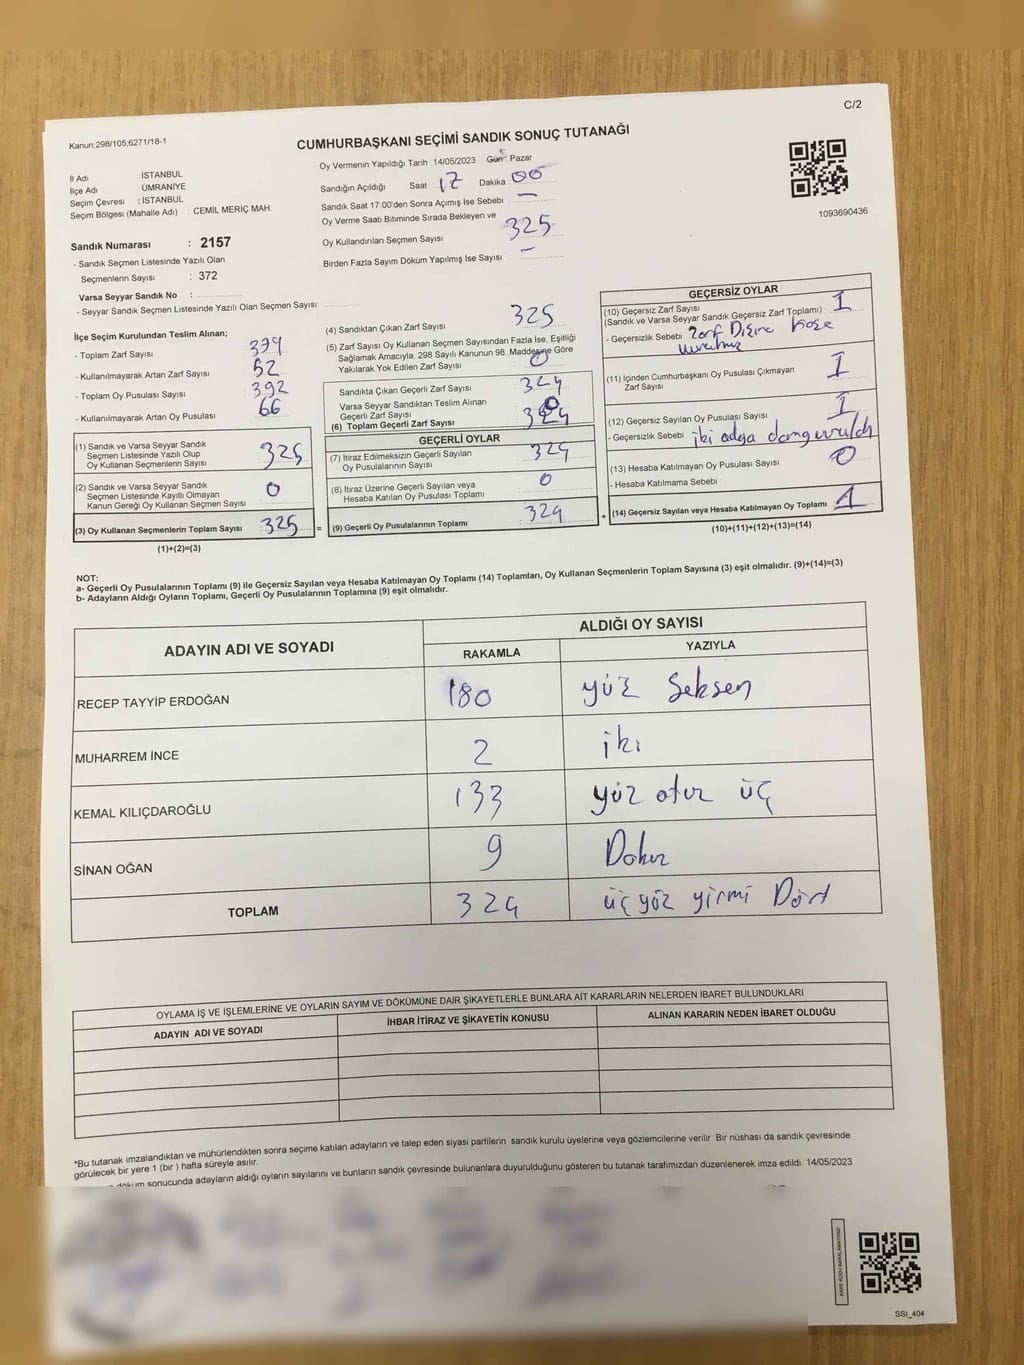 C/2
Kanun;298/105;6271/18-1
CUMHURBAŞKANI SEÇİMİ SANDIK SONUÇ TUTANAĞI
İl Adı : İSTANBUL
İlçe Adı ÜMRANİYE
Seçim Çevresi : İSTANBUL
Seçim Bölgesi (Mahalle Adı) : CEMİL MERİÇ MAH.
Sandık Numarası : 2157
- Sandık Seçmen Listesinde Yazılı Olan
Seçmenlerin Sayısı : 372
Varsa Seyyar Sandık No :
- Seyyar Sandık Seçmen Listesinde Yazılı Olan Seçmen Sayısı:
Oy Vermenin Yapıldığı Tarih 14/05/2023 Gün: Pazar
Sandığın Açıldığı Saat 17 Dakika 00
Sandık Saat 17:00'den Sonra Açımış İse Sebebi : —
Oy Verme Saati Bitiminde Sırada Bekleyen ve
Oy Kullandırılan Seçmen Sayısı 325
Birden Fazla Sayım Döküm Yapılmış İse Sayısı : —
1093690436
İlçe Seçim Kurulundan Teslim Alınan;
- Toplam Zarf Sayısı
- Kullanılmayarak Artan Zarf Sayısı 52
- Toplam Oy Pusulası Sayısı 392
- Kullanılmayarak Artan Oy Pusulası 66
(1) Sandık ve Varsa Seyyar Sandık
Seçmen Listesinde Yazılı Olup
Oy Kullanan Seçmenlerin Sayısı 325
(2) Sandık ve Varsa Seyyar Sandık
Seçmen Listesinde Kayıtlı Olmayan
Kanun Gereği Oy Kullanan Seçmen Sayısı 0
(3) Oy Kullanan Seçmenlerin Toplam Sayısı 325 =
(1)+(2)=(3)
(4) Sandıktan Çıkan Zarf Sayısı 325
(5) Zarf Sayısı Oy Kullanan Seçmen Sayısından Fazla İse, Eşitliği
Sağlamak Amacıyla, 298 Sayılı Kanunun 98. Maddesine Göre
Yakılarak Yok Edilen Zarf Sayısı 0
Sandıkta Çıkan Geçerli Zarf Sayısı 324
Varsa Seyyar Sandıktan Teslim Alınan
Geçerli Zarf Sayısı 0
(6) Toplam Geçerli Zarf Sayısı 324
GEÇERLİ OYLAR
(7) İtiraz Edilmeksizin Geçerli Sayılan
Oy Pusulalarının Sayısı 324
(8) İtiraz Üzerine Geçerli Sayılan veya
Hesaba Katılan Oy Pusulası Toplamı 0
(9) Geçerli Oy Pusulalarının Toplamı 324 +
GEÇERSİZ OYLAR
(10) Geçersiz Zarf Sayısı
(Sandık ve Varsa Seyyar Sandık Geçersiz Zarf Toplamı) 1
- Geçersizlik Sebebi Zarf Dışına Kaşe
(11) İçinden Cumhurbaşkanı Oy Pusulası Çıkmayan
Zarf Sayısı 1
(12) Geçersiz Sayılan Oy Pusulası Sayısı 1
- Geçersizlik Sebebi iki adaya damga
(13) Hesaba Katılmayan Oy Pusulası Sayısı 0
- Hesaba Katılmama Sebebi
(14) Geçersiz Sayılan veya Hesaba Katılmayan Oy Toplamı 1
(10)+(11)+(12)+(13)=(14)
NOT:
a- Geçerli Oy Pusulalarının Toplamı (9) ile Geçersiz Sayılan veya Hesaba Katılmayan Oy Toplamı (14) Toplamları, Oy Kullanan Seçmenlerin Toplam Sayısına (3) eşit olmalıdır. (9)+(14)=(3)
b- Adayların Aldığı Oyların Toplamı, Geçerli Oy Pusulalarının Toplamına (9) eşit olmalıdır.
ADAYIN ADI VE SOYADI ALDIĞI OY SAYISI
RAKAMLA YAZIYLA
RECEP TAYYİP ERDOĞAN 180 yüz Seksen
MUHARREM İNCE 2 iki
KEMAL KILIÇDAROĞLU 133 yüz otuz üç
SİNAN OĞAN 9 Dokuz
TOPLAM 324 üç yüz yirmi Dört
OYLAMA İŞ VE İŞLEMLERİNE VE OYLARIN SAYIM VE DÖKÜMÜNE DAİR ŞİKAYETLERLE BUNLARA AİT KARARLARIN NELERDEN İBARET BULUNDUKLARI
ADAYIN ADI VE SOYADI İHBAR İTİRAZ VE ŞİKAYETİN KONUSU ALINAN KARARIN NEDEN İBARET OLDUĞU
*Bu tutanak imzalandıktan ve mühürlendikten sonra seçime katılan adayların ve talep eden siyasi partilerin sandık kurulu üyelerine veya gözlemcilerine verilir Bir nüshası da sandık çevresinde
görülecek bir yere 1 (bir ) hafta süreyle asılır.
döküm sonucunda adayların aldığı oyların sayılarını ve bunların sandık çevresinde bulunanlara duyurulduğunu gösteren bu tutanak tarafımızdan düzenlenerek imza edildi. 14/05/2023
SSI_404